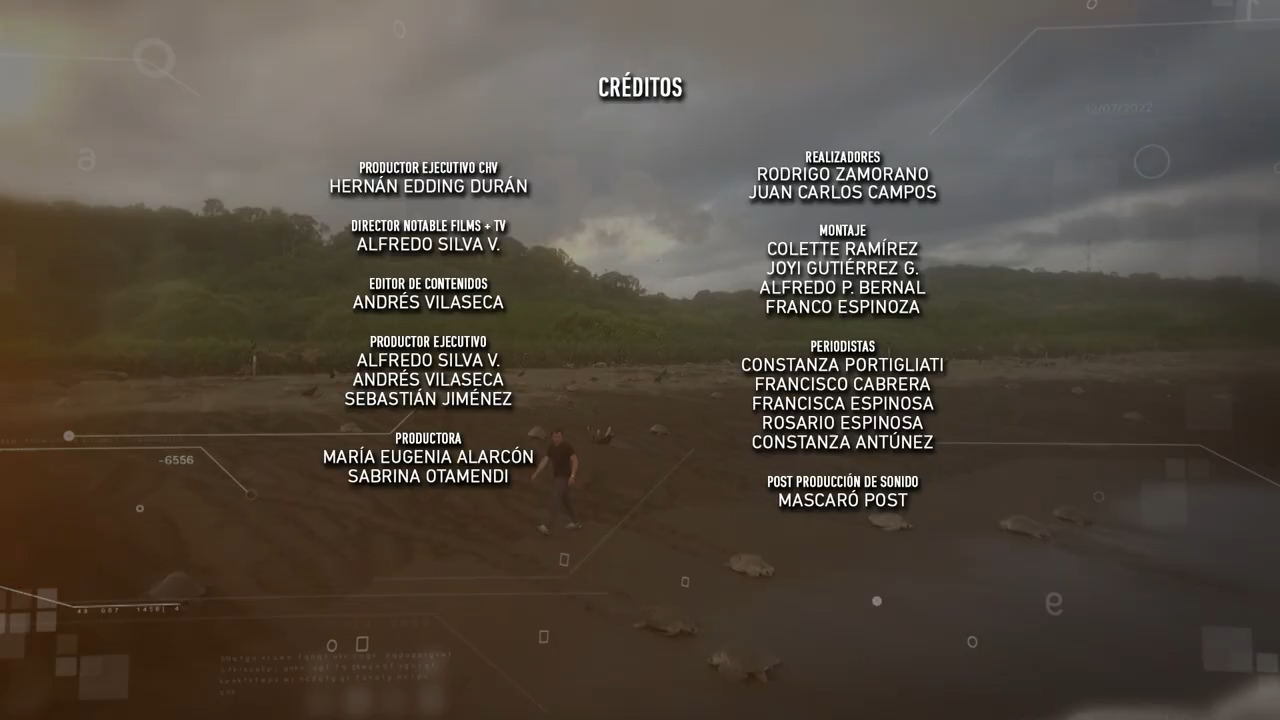 CRÉDITOS
PRODUCTOR EJECUTIVO CHV
HERNÁN EDDING DURÁN
DIRECTOR NOTABLE FILMS + TV
ALFREDO SILVA V.
EDITOR DE CONTENIDOS
ANDRÉS VILASECA
PRODUCTOR EJECUTIVO
ALFREDO SILVA V.
ANDRÉS VILASECA
SEBASTIÁN JIMÉNEZ
PRODUCTORA
MARÍA EUGENIA ALARCÓN
SABRINA OTAMENDI
REALIZADORES
RODRIGO ZAMORANO
JUAN CARLOS CAMPOS
MONTAJE
COLETTE RAMÍREZ
JOYI GUTIÉRREZ G.
ALFREDO P. BERNAL
FRANCO ESPINOZA
PERIODISTAS
CONSTANZA PORTIGLIATI
FRANCISCO CABRERA
FRANCISCA ESPINOSA
ROSARIO ESPINOSA
CONSTANZA ANTÚNEZ
POST PRODUCCIÓN DE SONIDO
MASCARÓ POST
12/07/2022
a
-6556
e